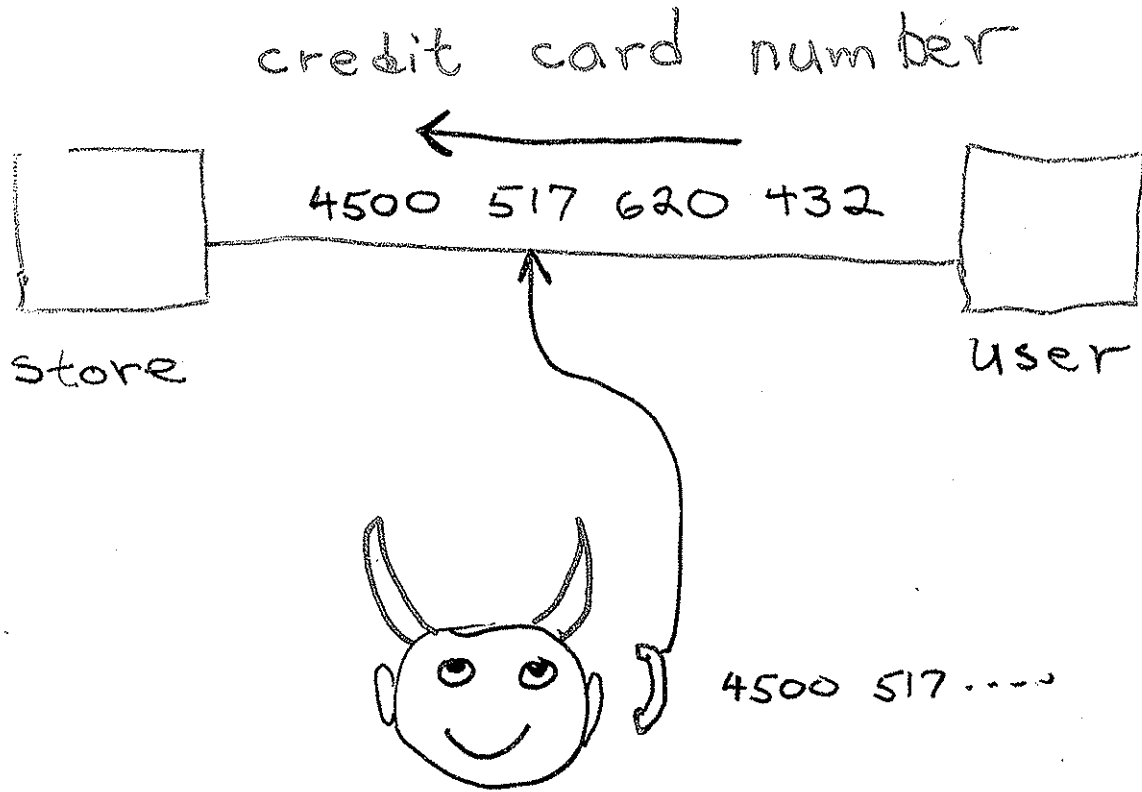 credit card number
4500 517 620 432
store
user
4500 517 .....